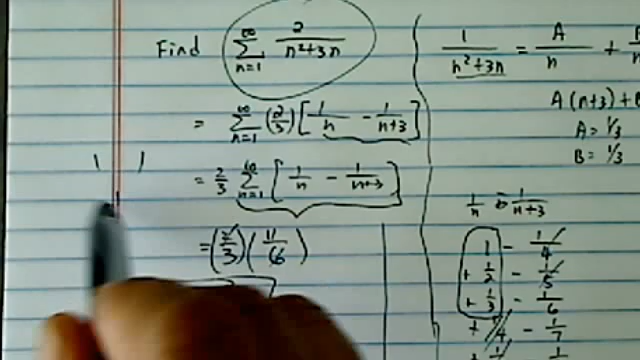 Find ∞∑n=1 2/(n²+3n)
= ∞∑n=1 (2/3) [1/n - 1/(n+3)]
= 2/3 ∞∑n=1 [1/n - 1/(n+3)]
= (2/3) (11/6)
1 1
1/(n²+3n) = A/n +
A(n+3) +
A = 1/3
B = 1/3
1/n 1/(n+3)
1 - 1/4
+ 1/2 - 1/5
+ 1/3 - 1/6
+ 1/4 - 1/7